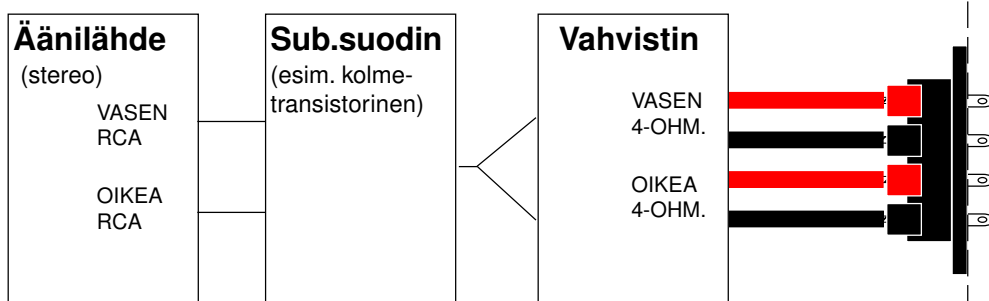 Äänilähde
(stereo)
VASEN
RCA
OIKEA
RCA
Sub.suodin
(esim. kolme-
transistorinen)
Vahvistin
VASEN
4-OHM.
OIKEA
4-OHM.